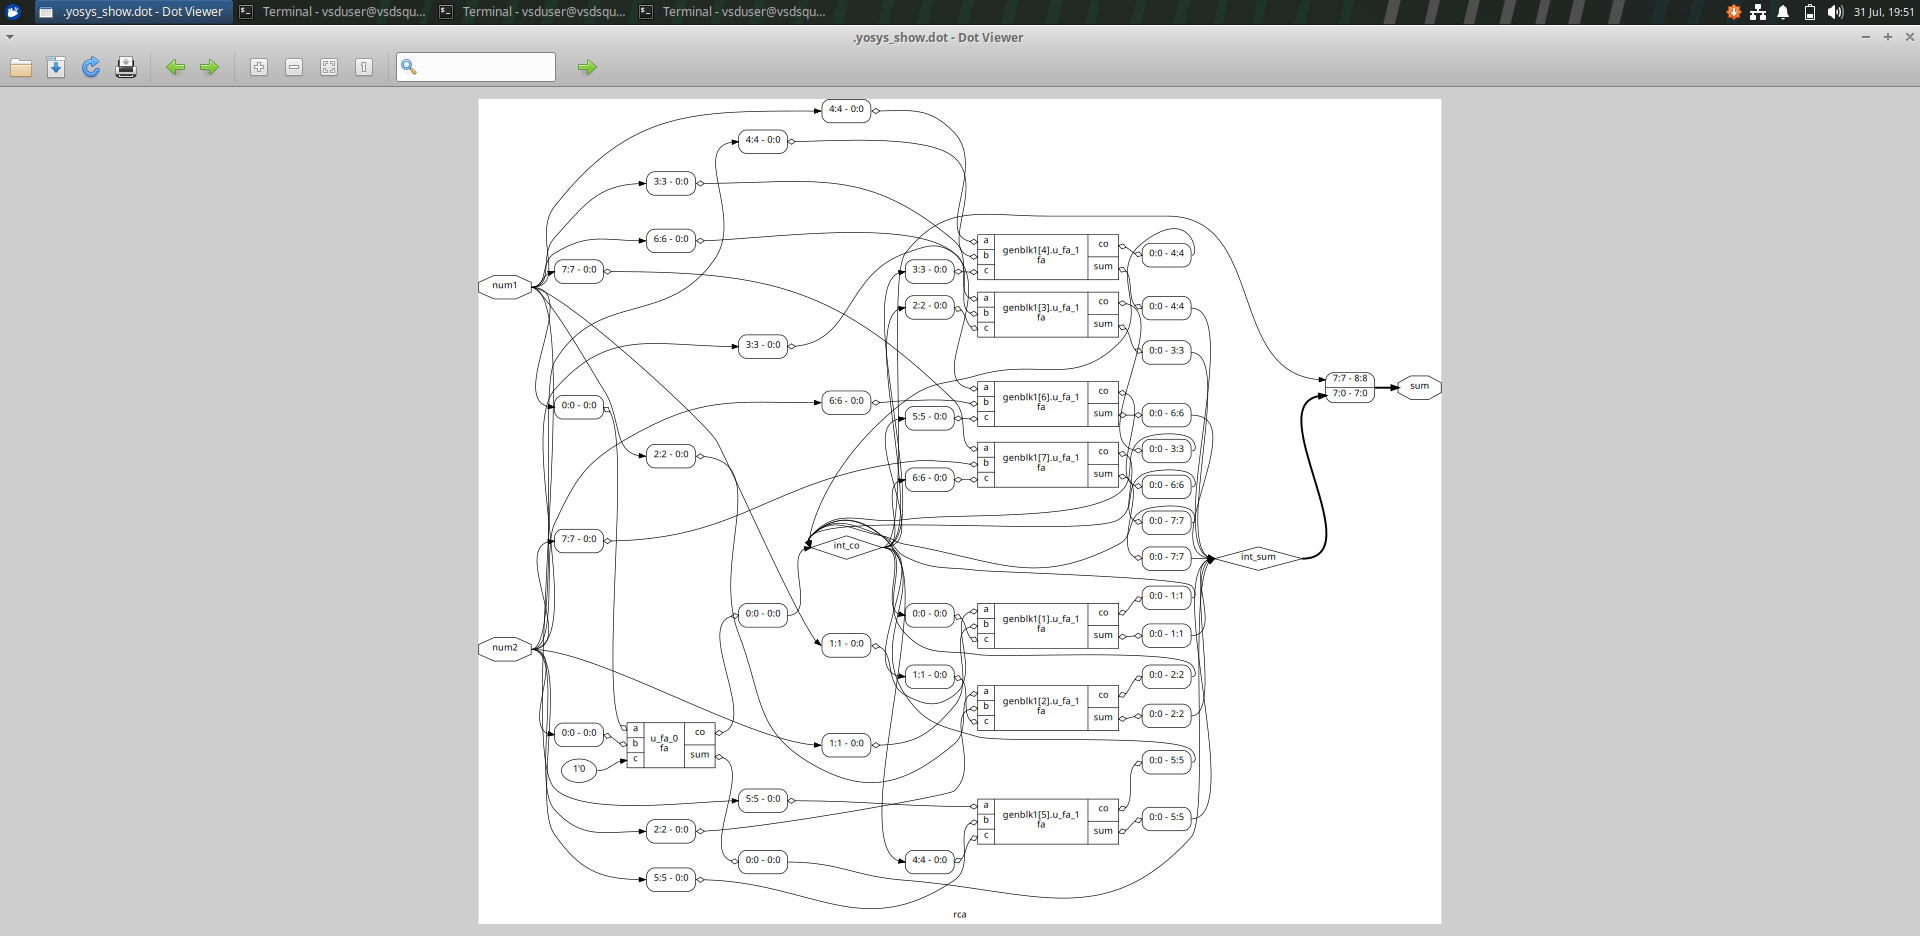 .yosys_show.dot - Dot Viewer
Terminal - vsduser@vsdsqu...
Terminal - vsduser@vsdsqu...
Terminal - vsduser@vsdsqu...
31 Jul, 19:51
.yosys_show.dot - Dot Viewer
4:4 - 0:0
4:4 - 0:0
3:3 - 0:0
6:6 - 0:0
7:7 - 0:0
num1
3:3 - 0:0
0:0 - 0:0
6:6 - 0:0
2:2 - 0:0
7:7 - 0:0
int_co
0:0 - 0:0
1:1 - 0:0
num2
0:0 - 0:0
1'0
a
b
c
u_fa_0
fa
co
sum
1:1 - 0:0
5:5 - 0:0
2:2 - 0:0
0:0 - 0:0
5:5 - 0:0
3:3 - 0:0
2:2 - 0:0
5:5 - 0:0
6:6 - 0:0
0:0 - 0:0
1:1 - 0:0
4:4 - 0:0
a
b
c
genblk1[4].u_fa_1
fa
co
sum
a
b
c
genblk1[3].u_fa_1
fa
co
sum
a
b
c
genblk1[6].u_fa_1
fa
co
sum
a
b
c
genblk1[7].u_fa_1
fa
co
sum
a
b
c
genblk1[1].u_fa_1
fa
co
sum
a
b
c
genblk1[2].u_fa_1
fa
co
sum
a
b
c
genblk1[5].u_fa_1
fa
co
sum
0:0 - 4:4
0:0 - 4:4
0:0 - 3:3
0:0 - 6:6
0:0 - 3:3
0:0 - 6:6
0:0 - 7:7
0:0 - 7:7
0:0 - 1:1
0:0 - 1:1
0:0 - 2:2
0:0 - 2:2
0:0 - 5:5
0:0 - 5:5
int_sum
7:7 - 8:8
7:0 - 7:0
sum
rca